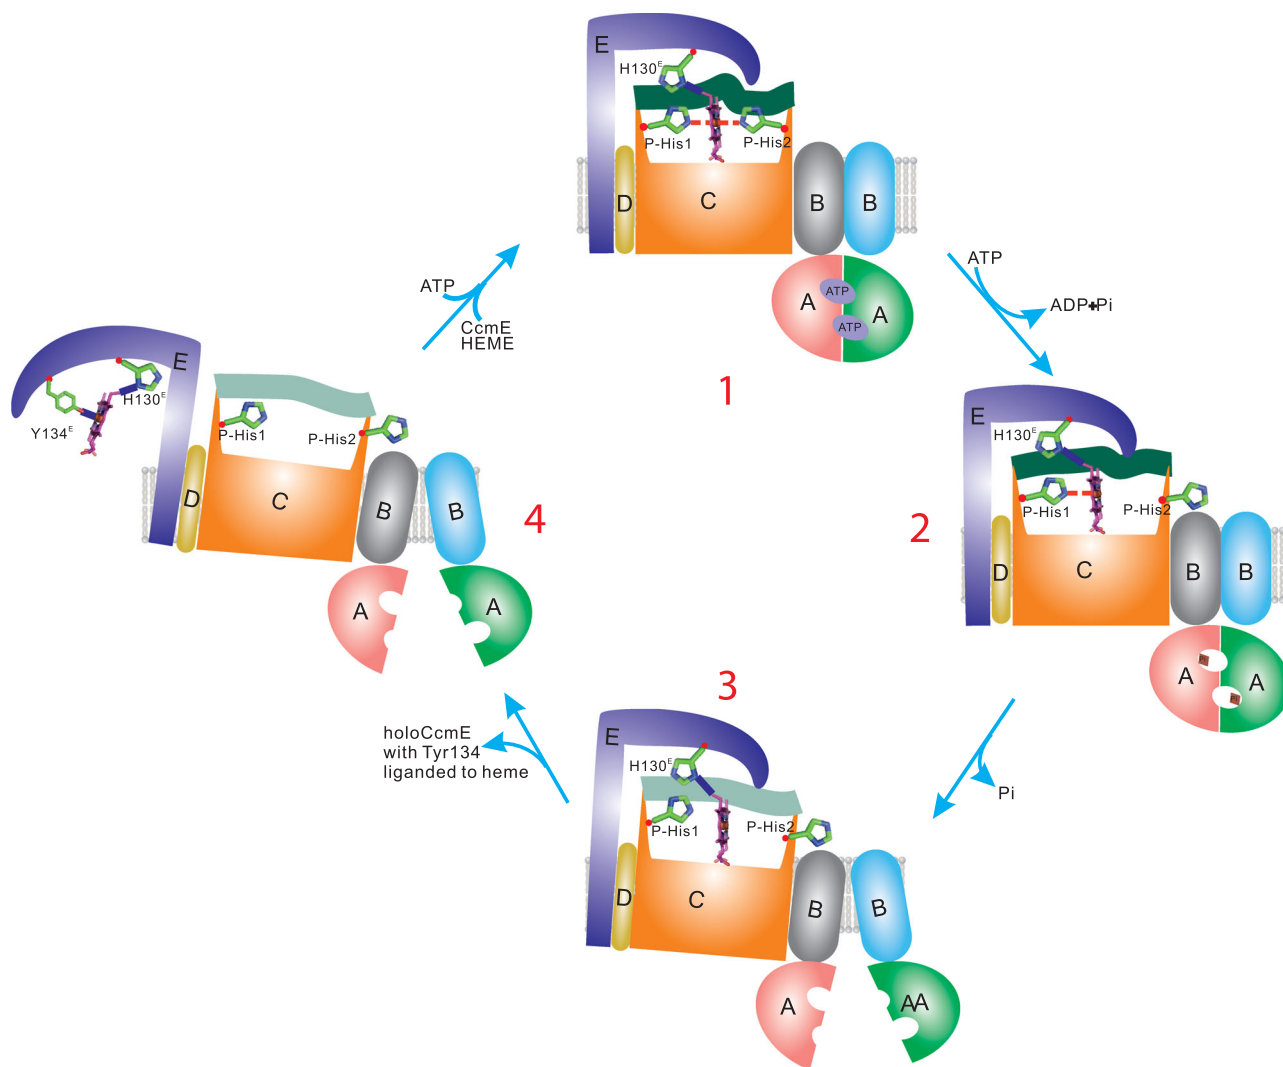 E
H130E
P-His1
P-His2
D
C
B
B
A
ATP
ATP
A
1
ATP
ADP+Pi
E
H130E
P-His1
P-His2
D
C
B
B
A
A
2
Pi
3
E
H130E
P-His1
P-His2
D
C
B
B
A
AA
holoCcmE
with Tyr134
liganded to heme
E
H130E
Y134E
P-His1
P-His2
D
C
B
B
A
A
4
ATP
CcmE
HEME